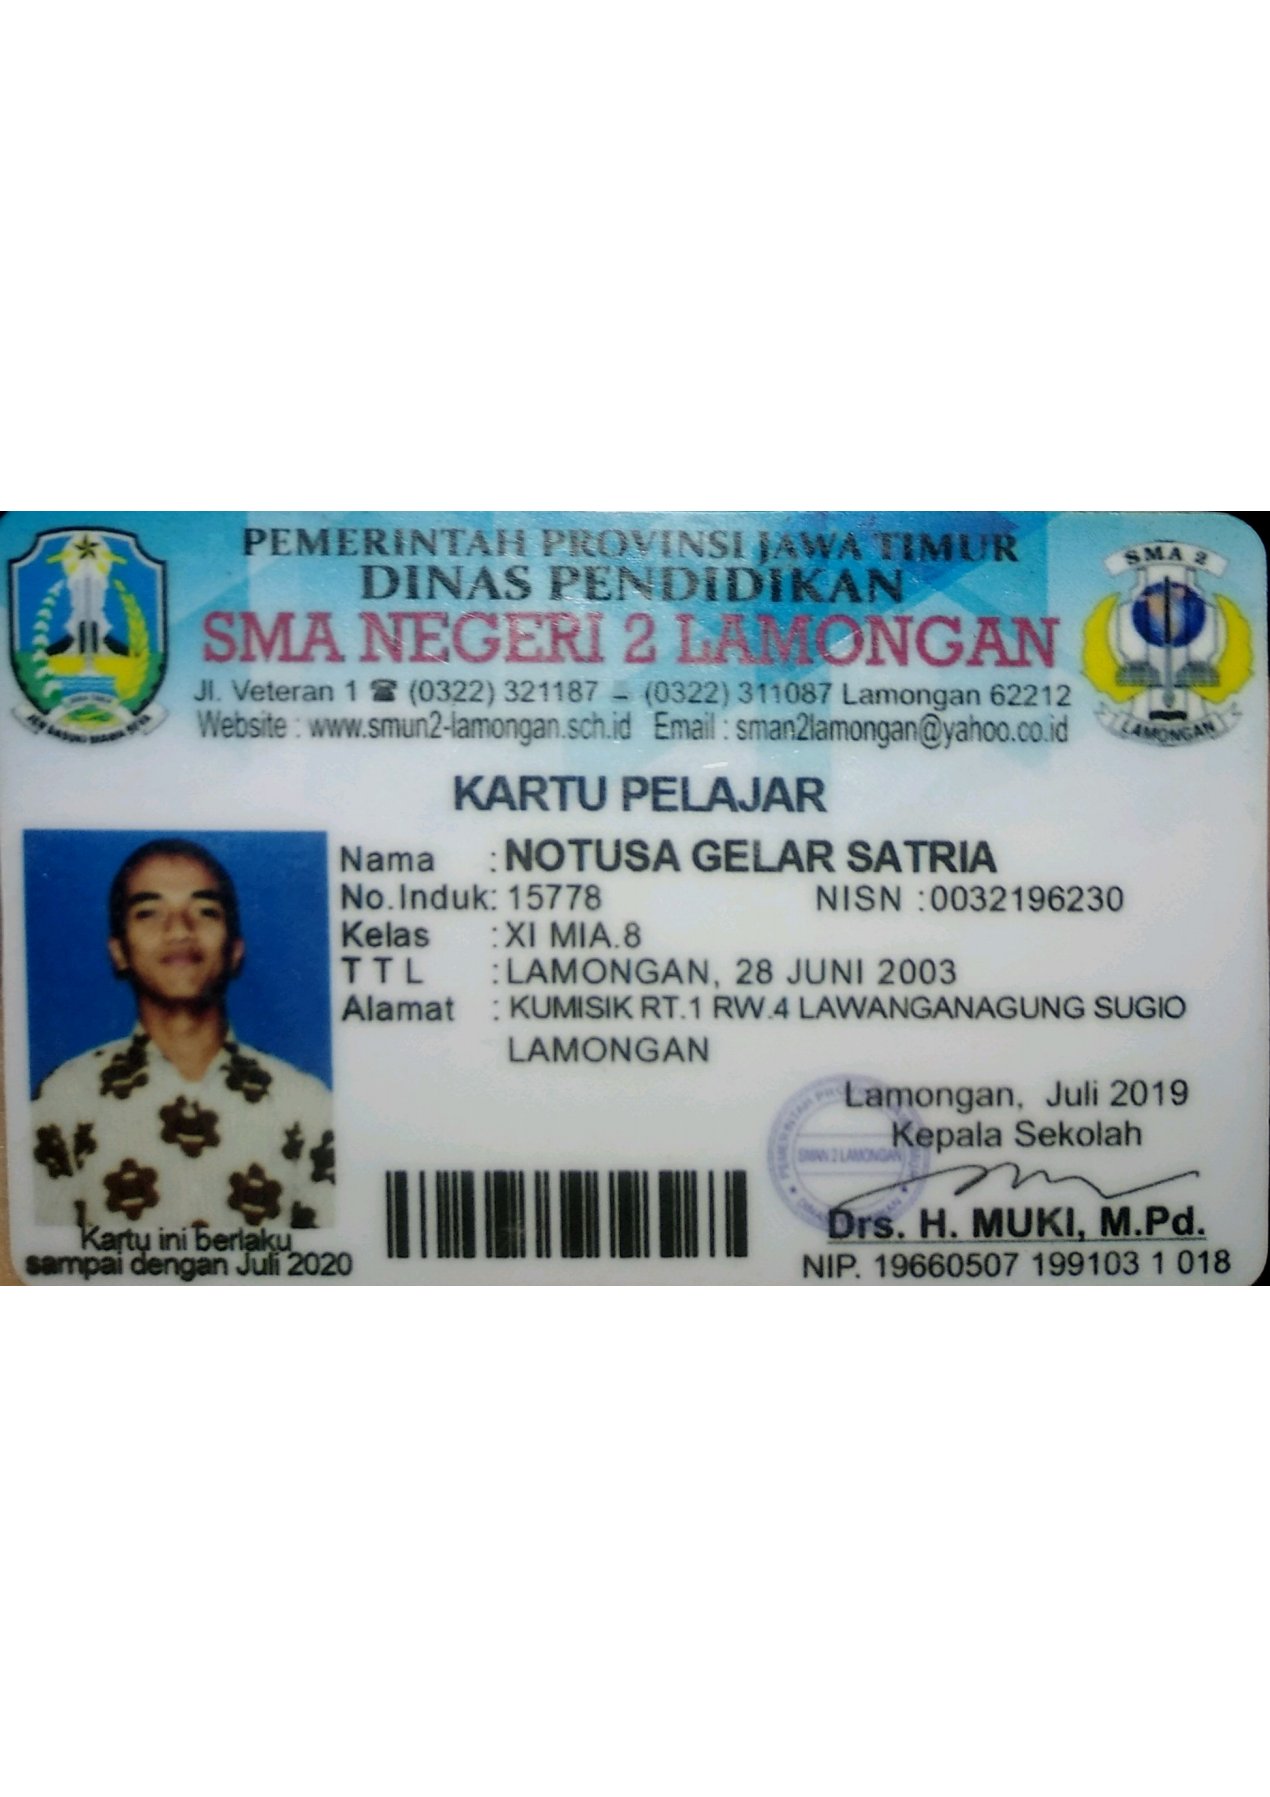 PEMERINTAH PROVINSI JAWA TIMUR
DINAS PENDIDIKAN
SMA NEGERI 2 LAMONGAN
Jl. Veteran 1 ☎ (0322) 321187 – (0322) 311087 Lamongan 62212
Website : www.smun2-lamongan.sch.id Email : sman2lamongan@yahoo.co.id
SMA 2
LAMONGAN
KARTU PELAJAR
Nama : NOTUSA GELAR SATRIA
No.Induk: 15778 NISN : 0032196230
Kelas : XI MIA.8
T T L : LAMONGAN, 28 JUNI 2003
Alamat : KUMISIK RT.1 RW.4 LAWANGANAGUNG SUGIO
LAMONGAN
Lamongan, Juli 2019
Kepala Sekolah
SMAN 2 LAMONGAN
Drs. H. MUKI, M.Pd.
NIP. 19660507 199103 1 018
Kartu ini berlaku
sampai dengan Juli 2020